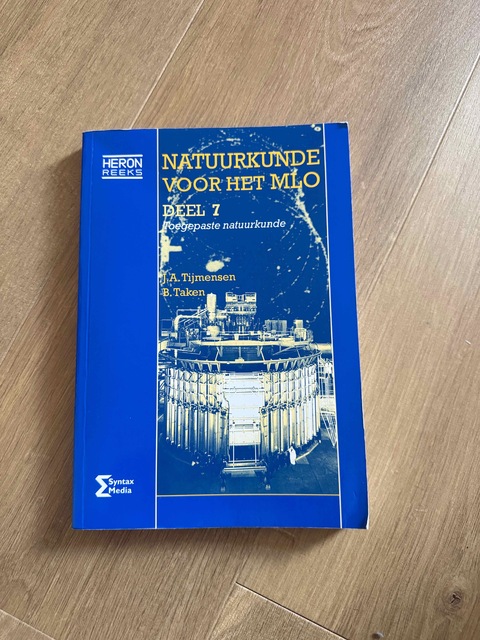 HERON
REEKS
NATUURKUNDE
VOOR HET MLO
DEEL 7
Toegepaste natuurkunde
J.A. Tijmensen
B. Taken
Syntax
Media